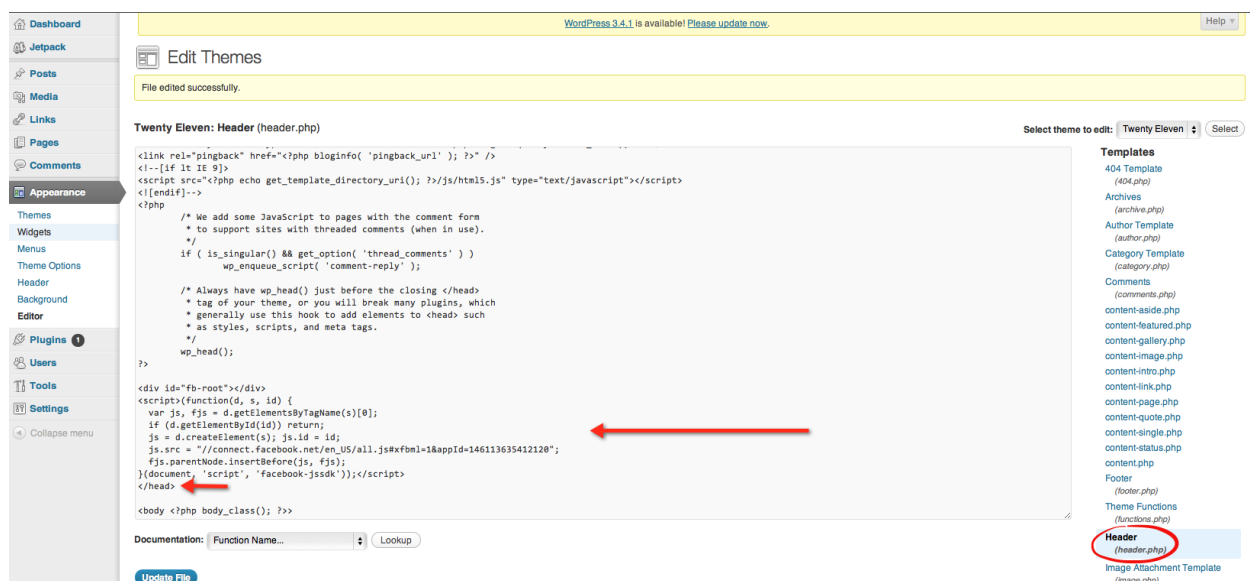 Dashboard
Jetpack
Posts
Media
Links
Pages
Comments
Appearance
Themes
Widgets
Menus
Theme Options
Header
Background
Editor
Plugins 1
Users
Tools
Settings
Collapse menu
WordPress 3.4.1 is available! Please update now.
Help
Edit Themes
File edited successfully.
Twenty Eleven: Header (header.php)
Select theme to edit: Twenty Eleven Select
<link rel="pingback" href="<?php bloginfo( 'pingback_url' ); ?>" />
<!--[if lt IE 9]>
<script src="<?php echo get_template_directory_uri(); ?>/js/html5.js" type="text/javascript"></script>
<![endif]-->
<?php
/* We add some JavaScript to pages with the comment form
* to support sites with threaded comments (when in use).
*/
if ( is_singular() && get_option( 'thread_comments' ) )
wp_enqueue_script( 'comment-reply' );
/* Always have wp_head() just before the closing </head>
* tag of your theme, or you will break many plugins, which
* generally use this hook to add elements to <head> such
* as styles, scripts, and meta tags.
*/
wp_head();
?>
<div id="fb-root"></div>
<script>(function(d, s, id) {
var js, fjs = d.getElementsByTagName(s)[0];
if (d.getElementById(id)) return;
js = d.createElement(s); js.id = id;
js.src = "//connect.facebook.net/en_US/all.js#xfbml=1&appId=146113635412120";
fjs.parentNode.insertBefore(js, fjs);
}(document, 'script', 'facebook-jssdk'));</script>
</head>
<body <?php body_class(); ?>>
Documentation: Function Name... Lookup
Update File
Templates
404 Template
(404.php)
Archives
(archive.php)
Author Template
(author.php)
Category Template
(category.php)
Comments
(comments.php)
content-aside.php
content-featured.php
content-gallery.php
content-image.php
content-intro.php
content-link.php
content-page.php
content-quote.php
content-single.php
content-status.php
content.php
Footer
(footer.php)
Theme Functions
(functions.php)
Header
(header.php)
Image Attachment Template
(image.php)